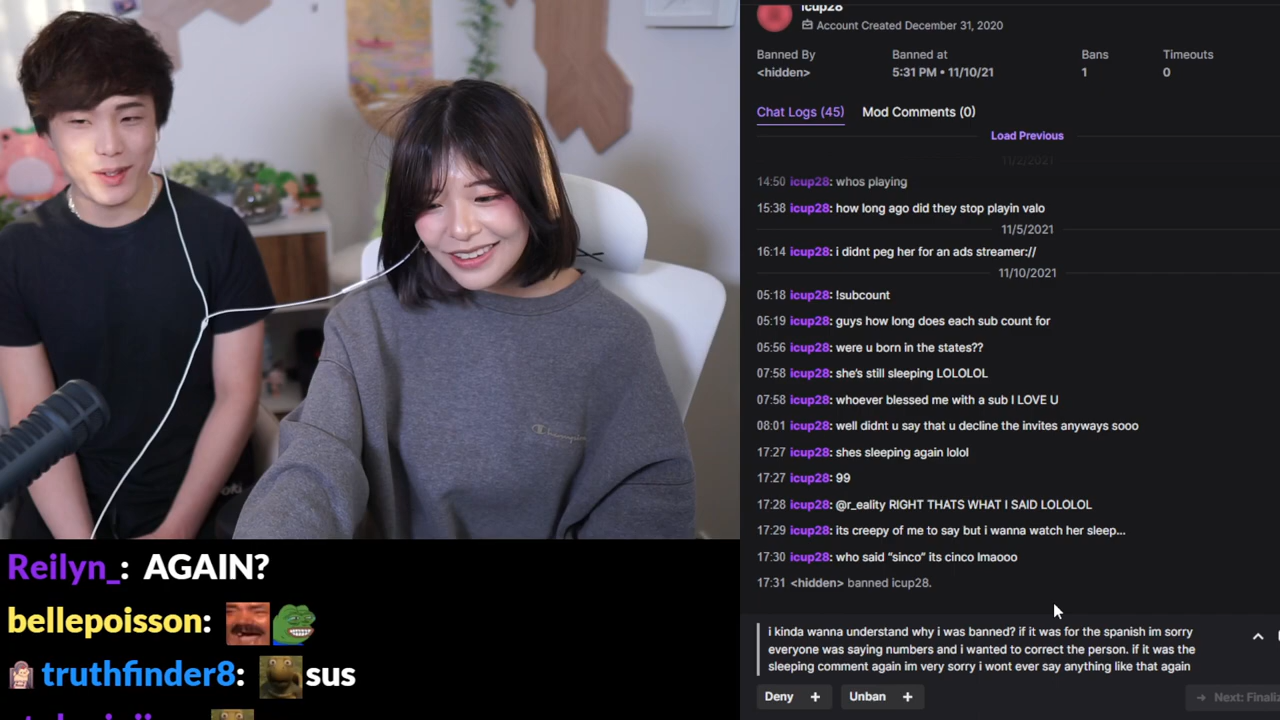 icup28
Account Created December 31, 2020
Banned By
Banned at
Bans
Timeouts
<hidden>
5:31 PM • 11/10/21
1
0
Chat Logs (45)
Mod Comments (0)
Load Previous
11/2/2021
14:50 icup28: whos playing
15:38 icup28: how long ago did they stop playin valo
11/5/2021
16:14 icup28: i didnt peg her for an ads streamer://
11/10/2021
05:18 icup28: !subcount
05:19 icup28: guys how long does each sub count for
05:56 icup28: were u born in the states??
07:58 icup28: she's still sleeping LOLOLOL
07:58 icup28: whoever blessed me with a sub I LOVE U
08:01 icup28: well didnt u say that u decline the invites anyways sooo
17:27 icup28: shes sleeping again lolol
17:27 icup28: 99
17:28 icup28: @r_eality RIGHT THATS WHAT I SAID LOLOLOL
17:29 icup28: its creepy of me to say but i wanna watch her sleep...
17:30 icup28: who said “sinco” its cinco lmaooo
17:31 <hidden> banned icup28.
i kinda wanna understand why i was banned? if it was for the spanish im sorry
everyone was saying numbers and i wanted to correct the person. if it was the
sleeping comment again im very sorry i wont ever say anything like that again
Deny +
Unban +
Next: Finaliz
Champion
Reilyn_: AGAIN?
bellepoisson:
truthfinder8: sus